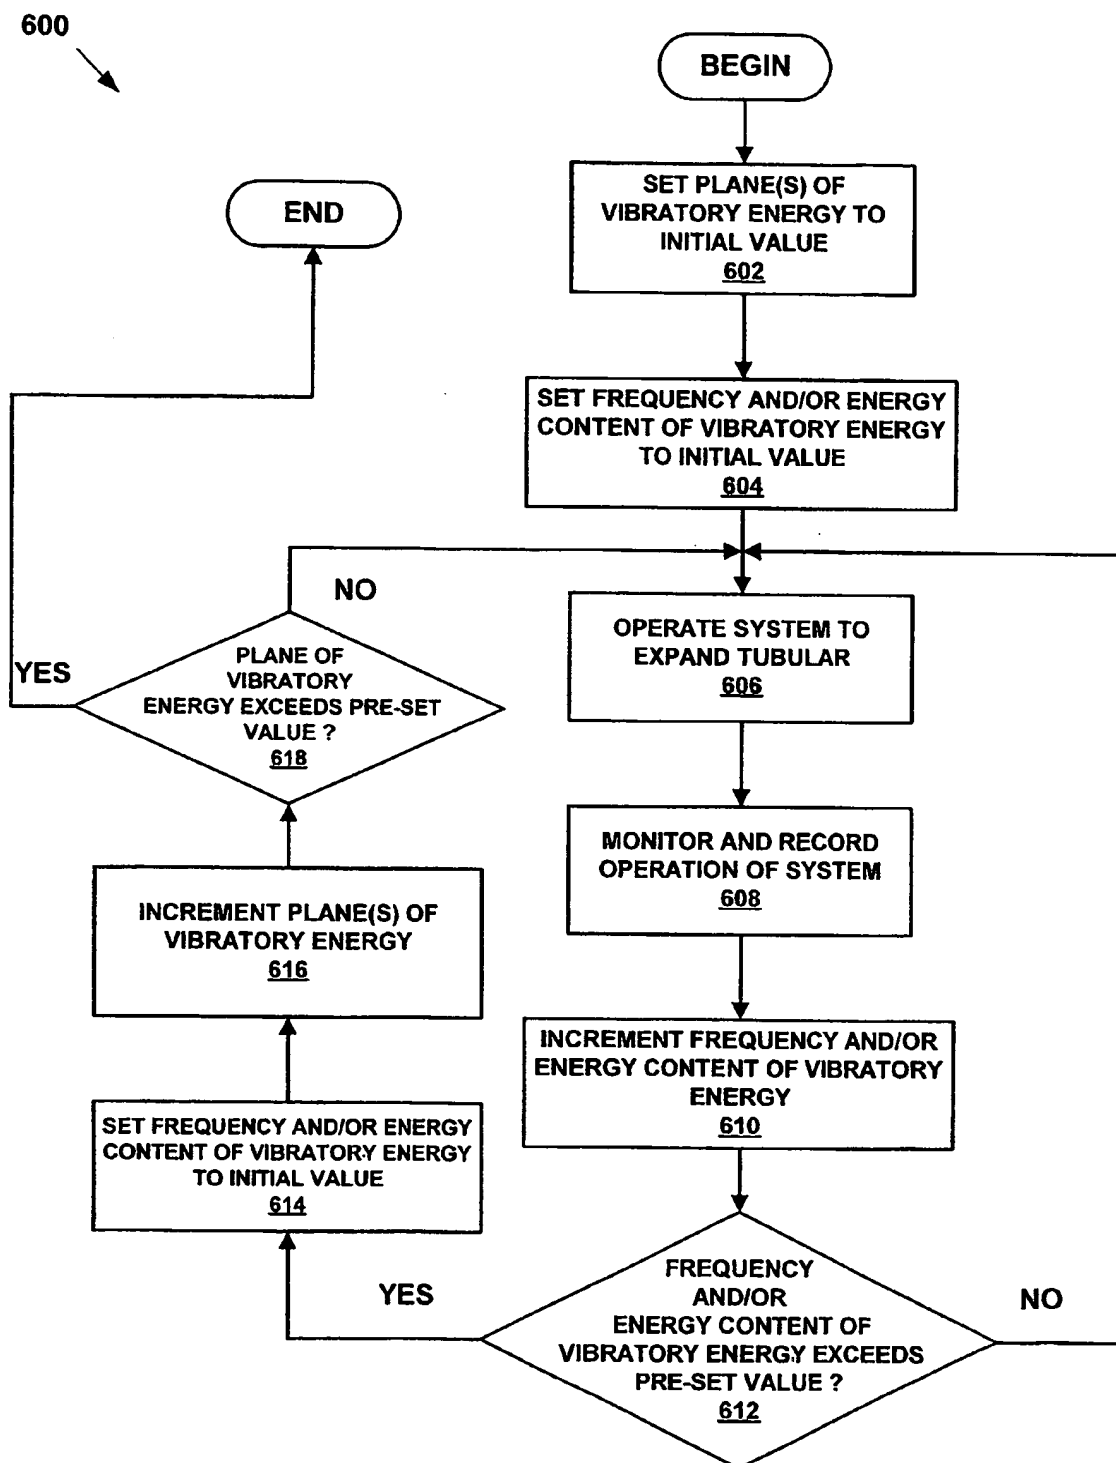 600
BEGIN
SET PLANE(S) OF
VIBRATORY ENERGY TO
INITIAL VALUE
602
END
SET FREQUENCY AND/OR ENERGY
CONTENT OF VIBRATORY ENERGY
TO INITIAL VALUE
604
NO
YES
PLANE OF
VIBRATORY
ENERGY EXCEEDS PRE-SET
VALUE ?
618
OPERATE SYSTEM TO
EXPAND TUBULAR
606
MONITOR AND RECORD
OPERATION OF SYSTEM
608
INCREMENT PLANE(S) OF
VIBRATORY ENERGY
616
INCREMENT FREQUENCY AND/OR
ENERGY CONTENT OF VIBRATORY
ENERGY
610
SET FREQUENCY AND/OR ENERGY
CONTENT OF VIBRATORY ENERGY
TO INITIAL VALUE
614
YES
FREQUENCY
AND/OR
ENERGY CONTENT OF
VIBRATORY ENERGY EXCEEDS
PRE-SET VALUE ?
612
NO